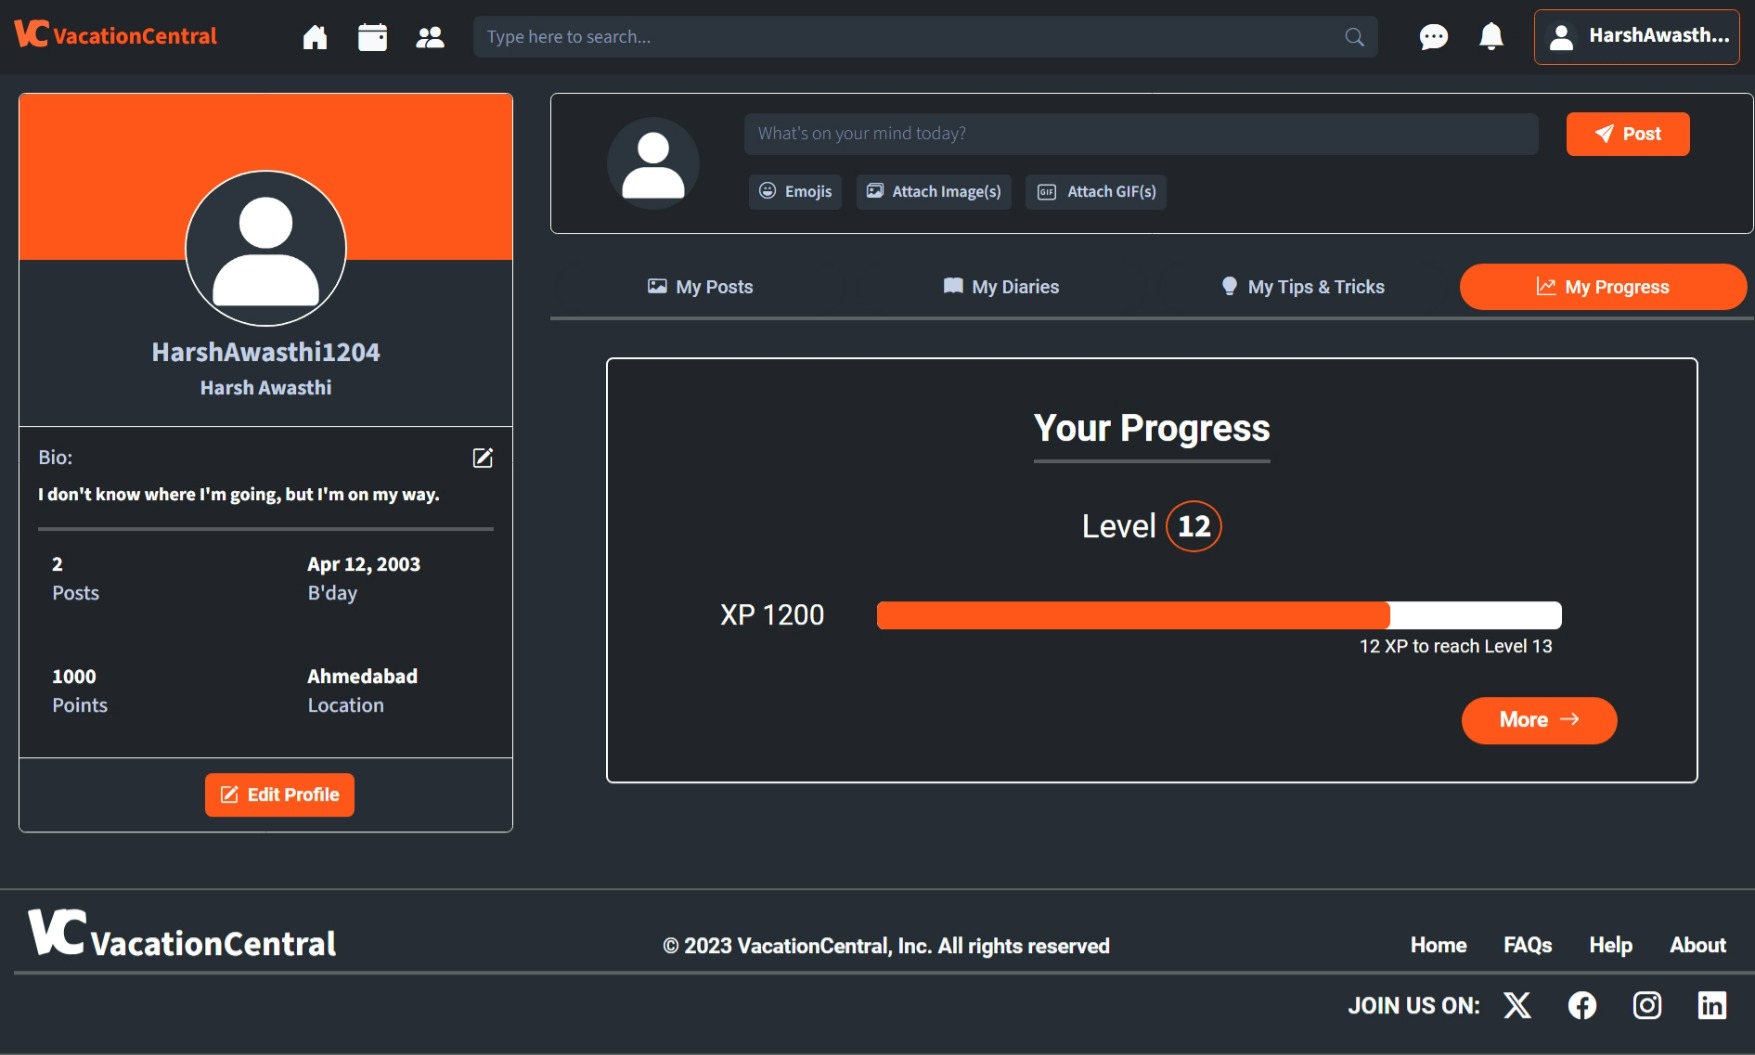 VC VacationCentral
Type here to search...
HarshAwasth...
What's on your mind today?
Post
Emojis
Attach Image(s)
GIF
Attach GIF(s)
My Posts
My Diaries
My Tips & Tricks
My Progress
HarshAwasthi1204
Harsh Awasthi
Bio:
I don't know where I'm going, but I'm on my way.
2
Posts
Apr 12, 2003
B'day
1000
Points
Ahmedabad
Location
Edit Profile
Your Progress
Level 12
XP 1200
12 XP to reach Level 13
More
VC VacationCentral
© 2023 VacationCentral, Inc. All rights reserved
Home
FAQs
Help
About
JOIN US ON: